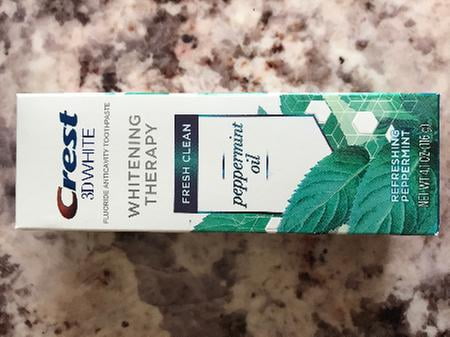 Crest
3D WHITE
FLUORIDE ANTICAVITY TOOTHPASTE
WHITENING
THERAPY
FRESH CLEAN
peppermint
oil
REFRESHING
PEPPERMINT
NET WT 4.1 OZ (116 g)